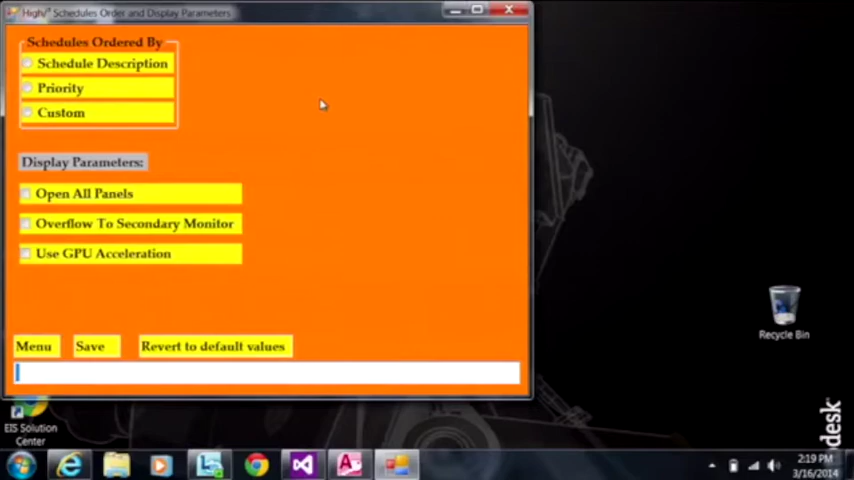 High/° Schedules Order and Display Parameters
Schedules Ordered By
Schedule Description
Priority
Custom
Display Parameters:
Open All Panels
Overflow To Secondary Monitor
Use GPU Acceleration
Menu
Save
Revert to default values
Recycle Bin
EIS Solution
Center
desk
2:19 PM
3/16/2014